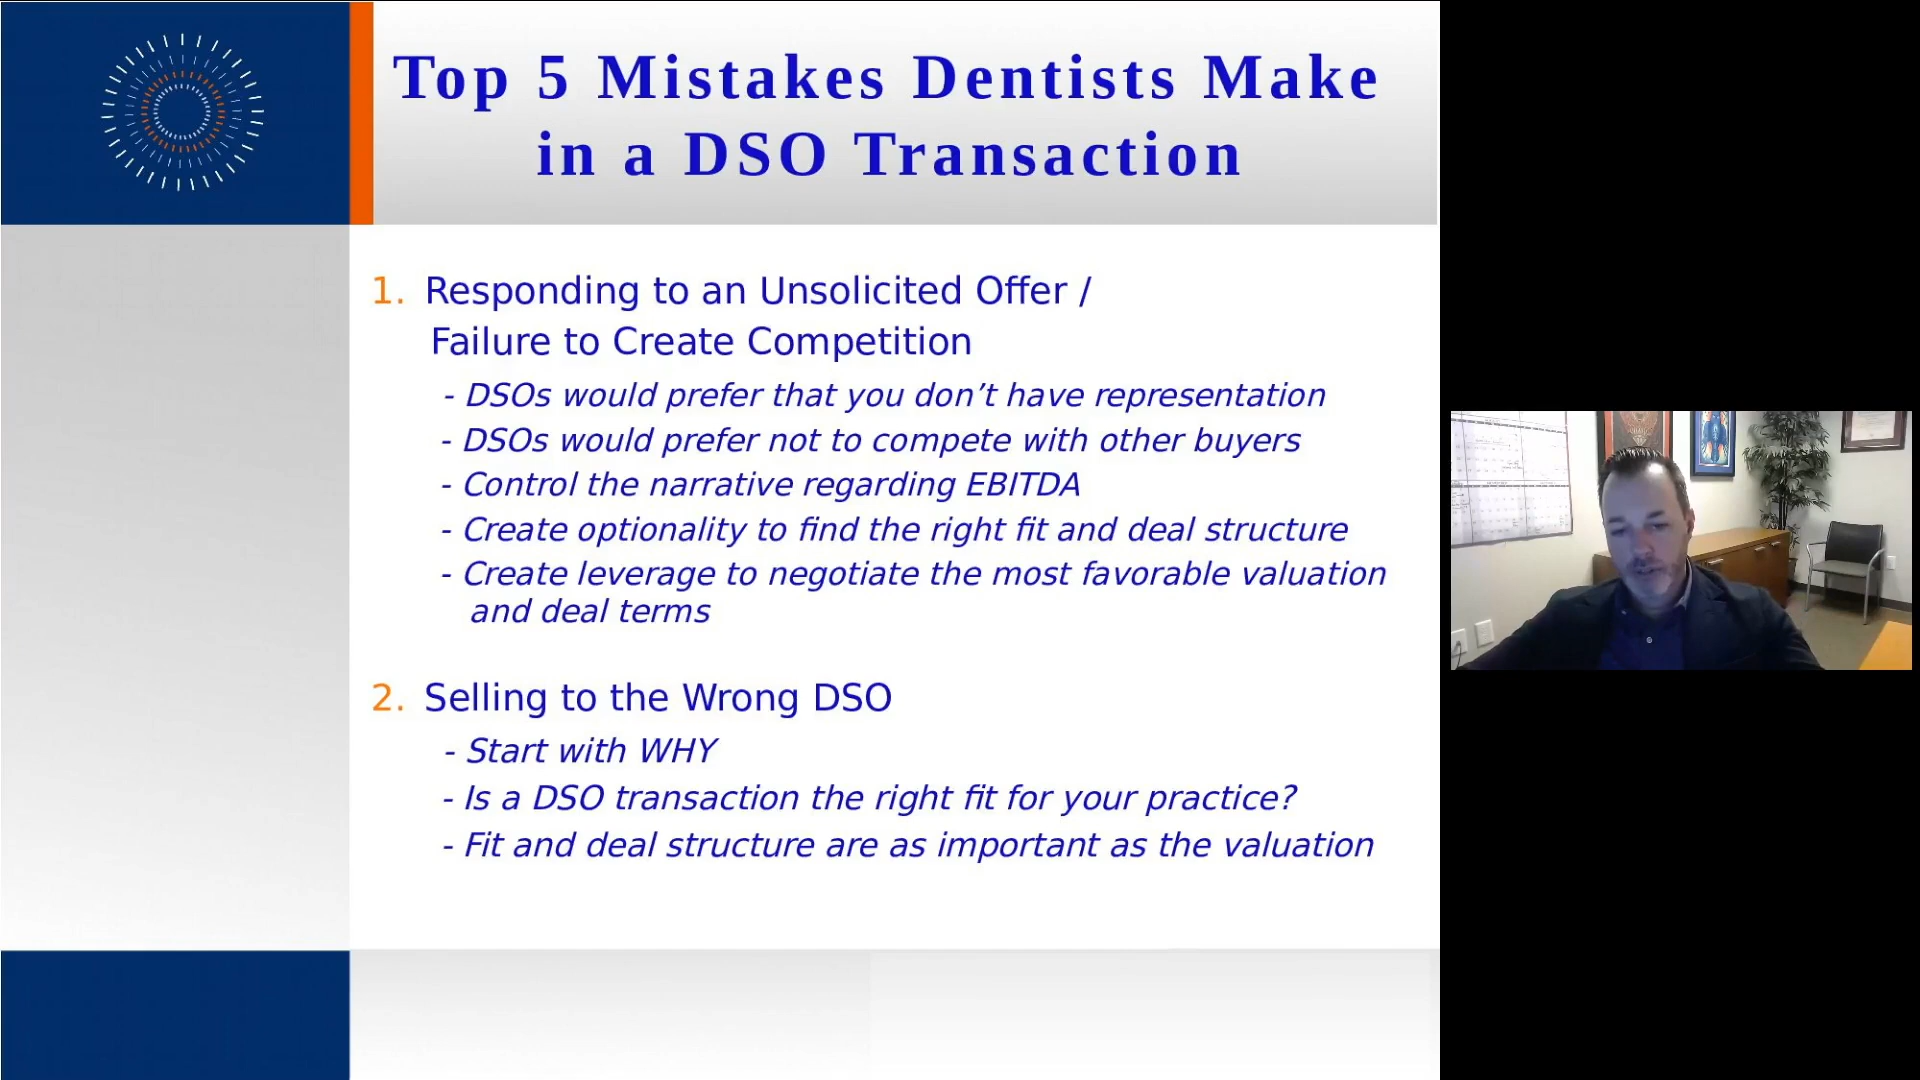 Top 5 Mistakes Dentists Make
in a DSO Transaction
1. Responding to an Unsolicited Offer /
Failure to Create Competition
- DSOs would prefer that you don’t have representation
- DSOs would prefer not to compete with other buyers
- Control the narrative regarding EBITDA
- Create optionality to find the right fit and deal structure
- Create leverage to negotiate the most favorable valuation
and deal terms
2. Selling to the Wrong DSO
- Start with WHY
- Is a DSO transaction the right fit for your practice?
- Fit and deal structure are as important as the valuation